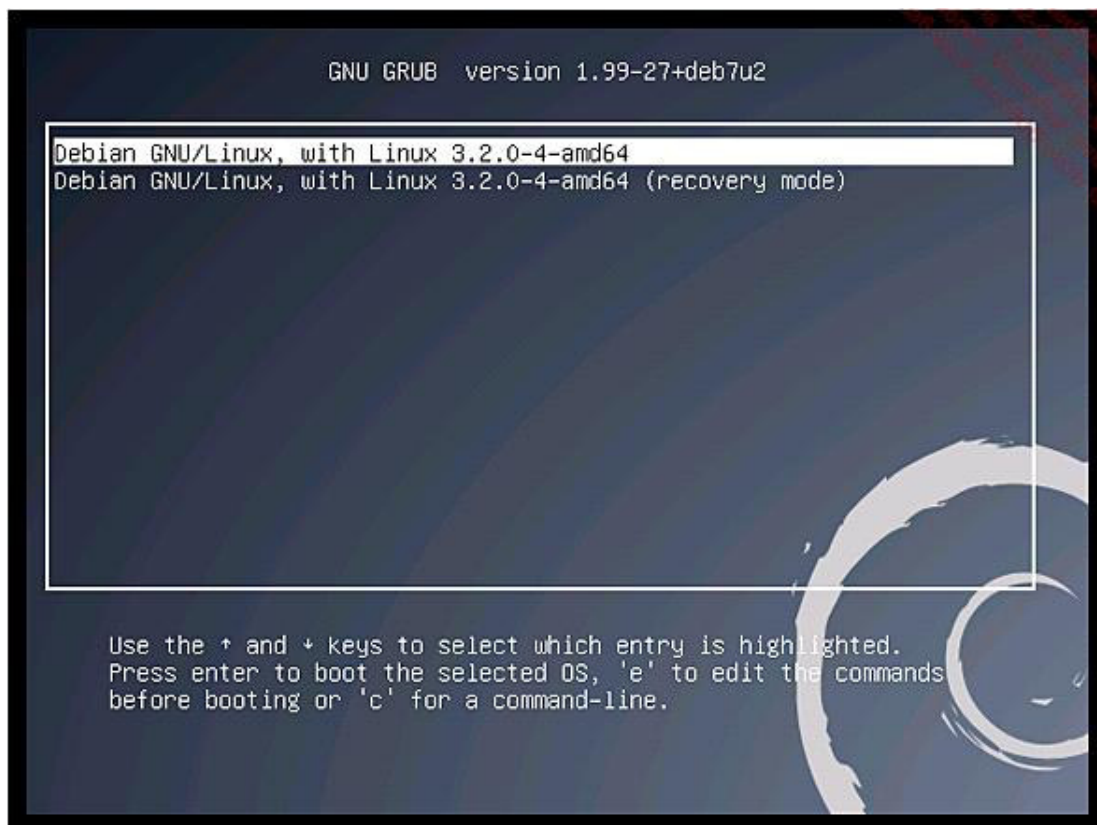 GNU GRUB version 1.99-27+deb7u2
Debian GNU/Linux, with Linux 3.2.0-4-amd64
Debian GNU/Linux, with Linux 3.2.0-4-amd64 (recovery mode)
Use the ↑ and ↓ keys to select which entry is highlighted.
Press enter to boot the selected OS, 'e' to edit the commands
before booting or 'c' for a command-line.